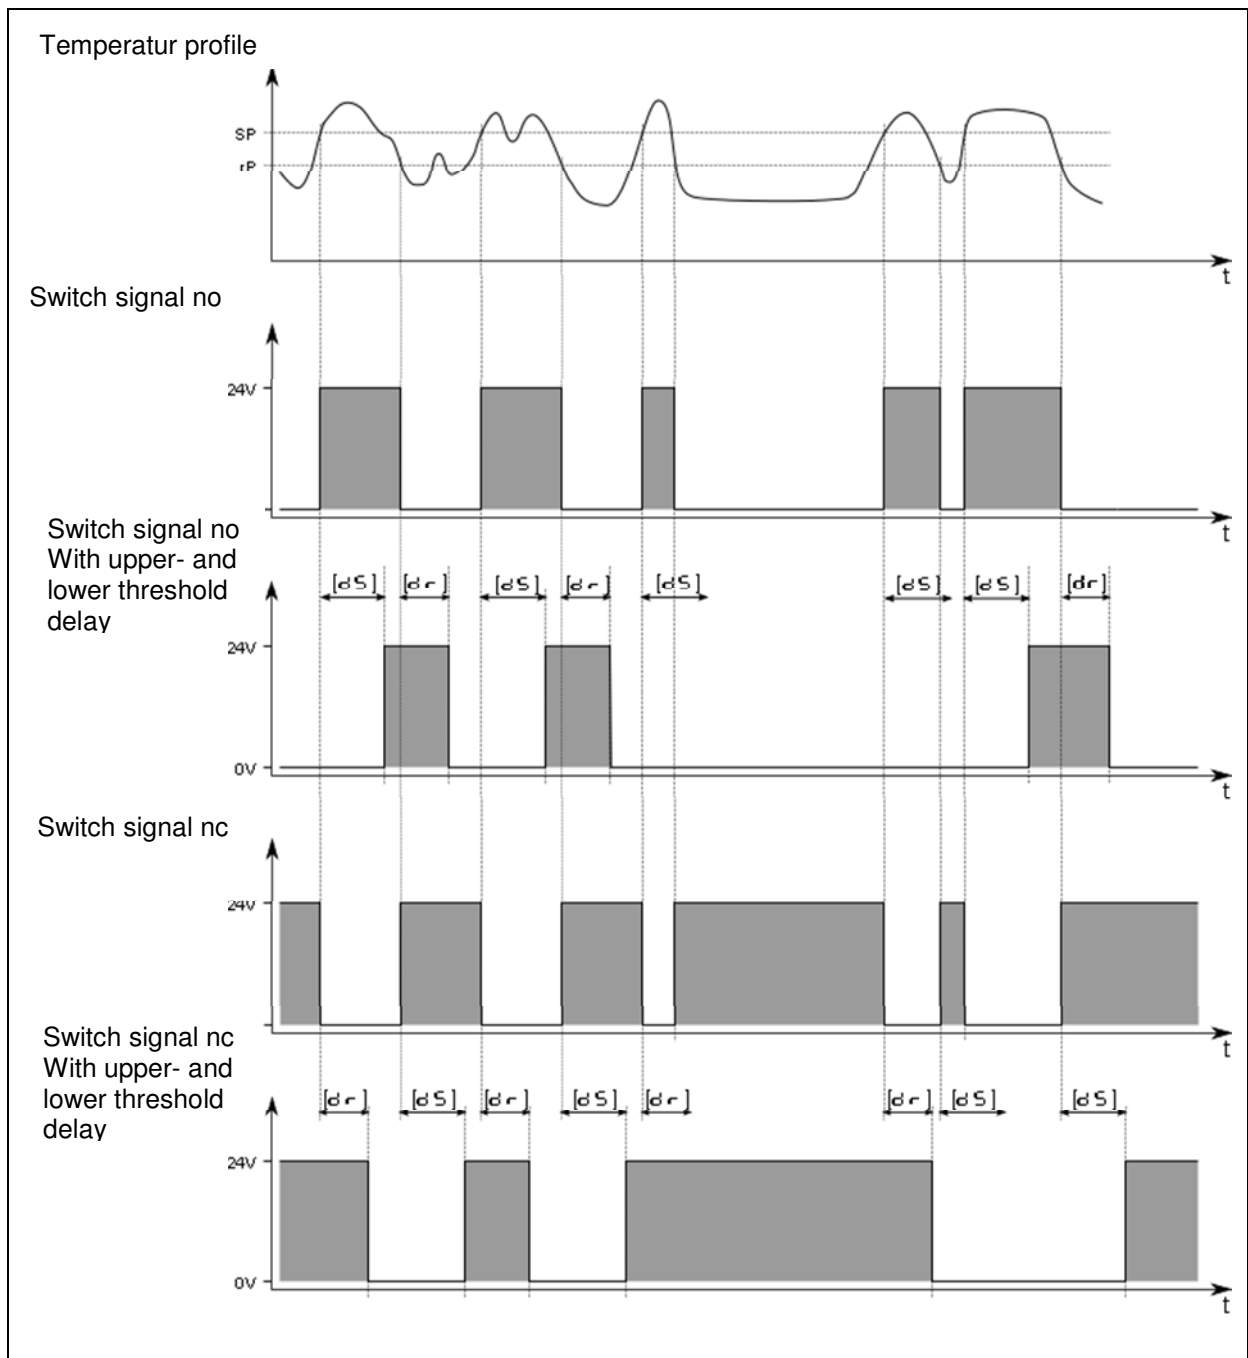 Temperatur profile
SP
rP
t
Switch signal no
24V
t
Switch signal no
With upper- and
lower threshold
delay
[dS] [dr] [dS] [dr] [dS] [dS] [dS] [dr]
24V
0V
t
Switch signal nc
24V
t
Switch signal nc
With upper- and
lower threshold
delay
[dr] [dS] [dr] [dS] [dr] [dr] [dS] [dS]
24V
0V
t